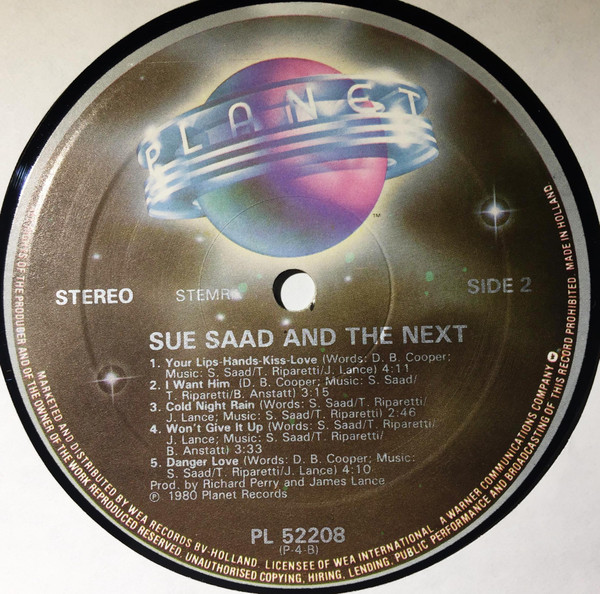 PLANET
TM
STEREO
STEMRA
SIDE 2
SUE SAAD AND THE NEXT
1. Your Lips-Hands-Kiss-Love (Words: D. B. Cooper;
Music: S. Saad/T. Riparetti/J. Lance) 4:11
2. I Want Him (D. B. Cooper; Music: S. Saad/
T. Riparetti/B. Anstatt) 3:15
3. Cold Night Rain (Words: S. Saad/T. Riparetti/
J. Lance; Music: S. Saad/T. Riparetti) 2:46
4. Won't Give It Up (Words: S. Saad/T. Riparetti/
J. Lance; Music: S. Saad/T. Riparetti/
B. Anstatt) 3:33
5. Danger Love (Words: D. B. Cooper; Music:
S. Saad/T. Riparetti/J. Lance) 4:10
Prod. by Richard Perry and James Lance
℗ 1980 Planet Records
PL 52208
(P-4-B)
MARKETED AND DISTRIBUTED BY WEA RECORDS BV-HOLLAND. LICENSEE OF WEA INTERNATIONAL. A WARNER COMMUNICATIONS COMPANY
OF THE PRODUCER AND OF THE OWNER OF THE WORK REPRODUCED RESERVED. UNAUTHORISED COPYING, HIRING, LENDING, PUBLIC PERFORMANCE AND BROADCASTING OF THIS RECORD PROHIBITED. MADE IN HOLLAND